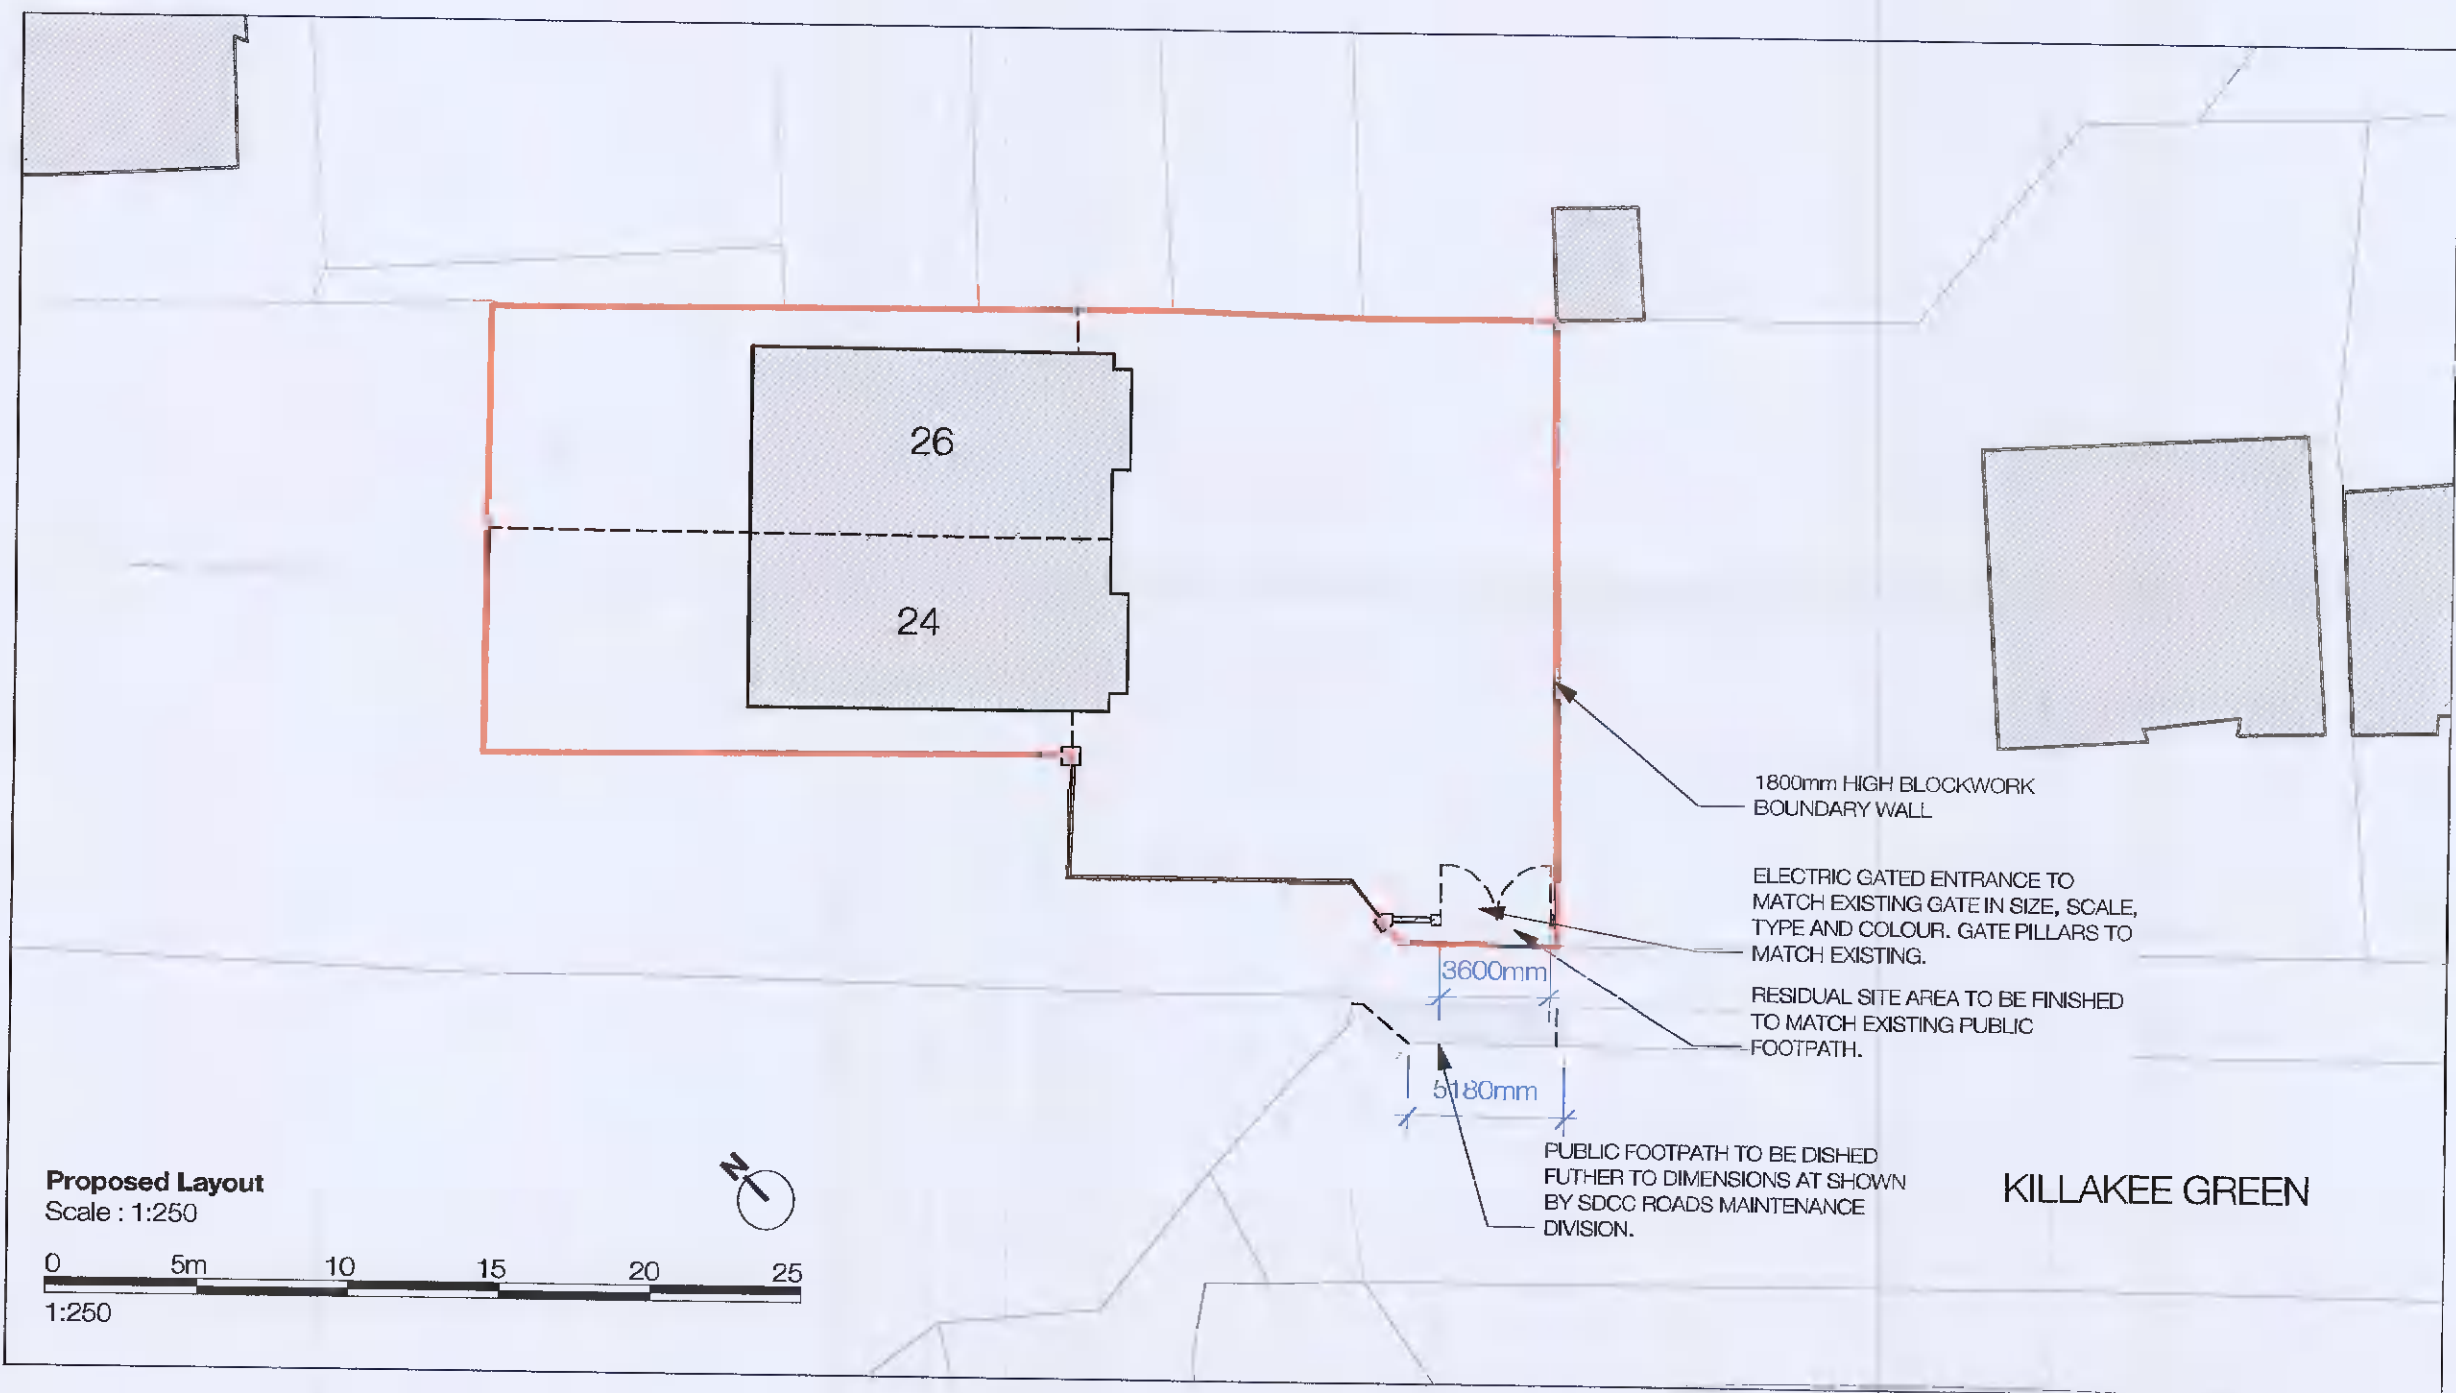 26
24
1800mm HIGH BLOCKWORK
BOUNDARY WALL
ELECTRIC GATED ENTRANCE TO
MATCH EXISTING GATE IN SIZE, SCALE,
TYPE AND COLOUR. GATE PILLARS TO
MATCH EXISTING.
3600mm
RESIDUAL SITE AREA TO BE FINISHED
TO MATCH EXISTING PUBLIC
FOOTPATH.
5180mm
PUBLIC FOOTPATH TO BE DISHED
FUTHER TO DIMENSIONS AT SHOWN
BY SDCC ROADS MAINTENANCE
DIVISION.
KILLAKEE GREEN
Proposed Layout
Scale : 1:250
N
0 5m 10 15 20 25
1:250